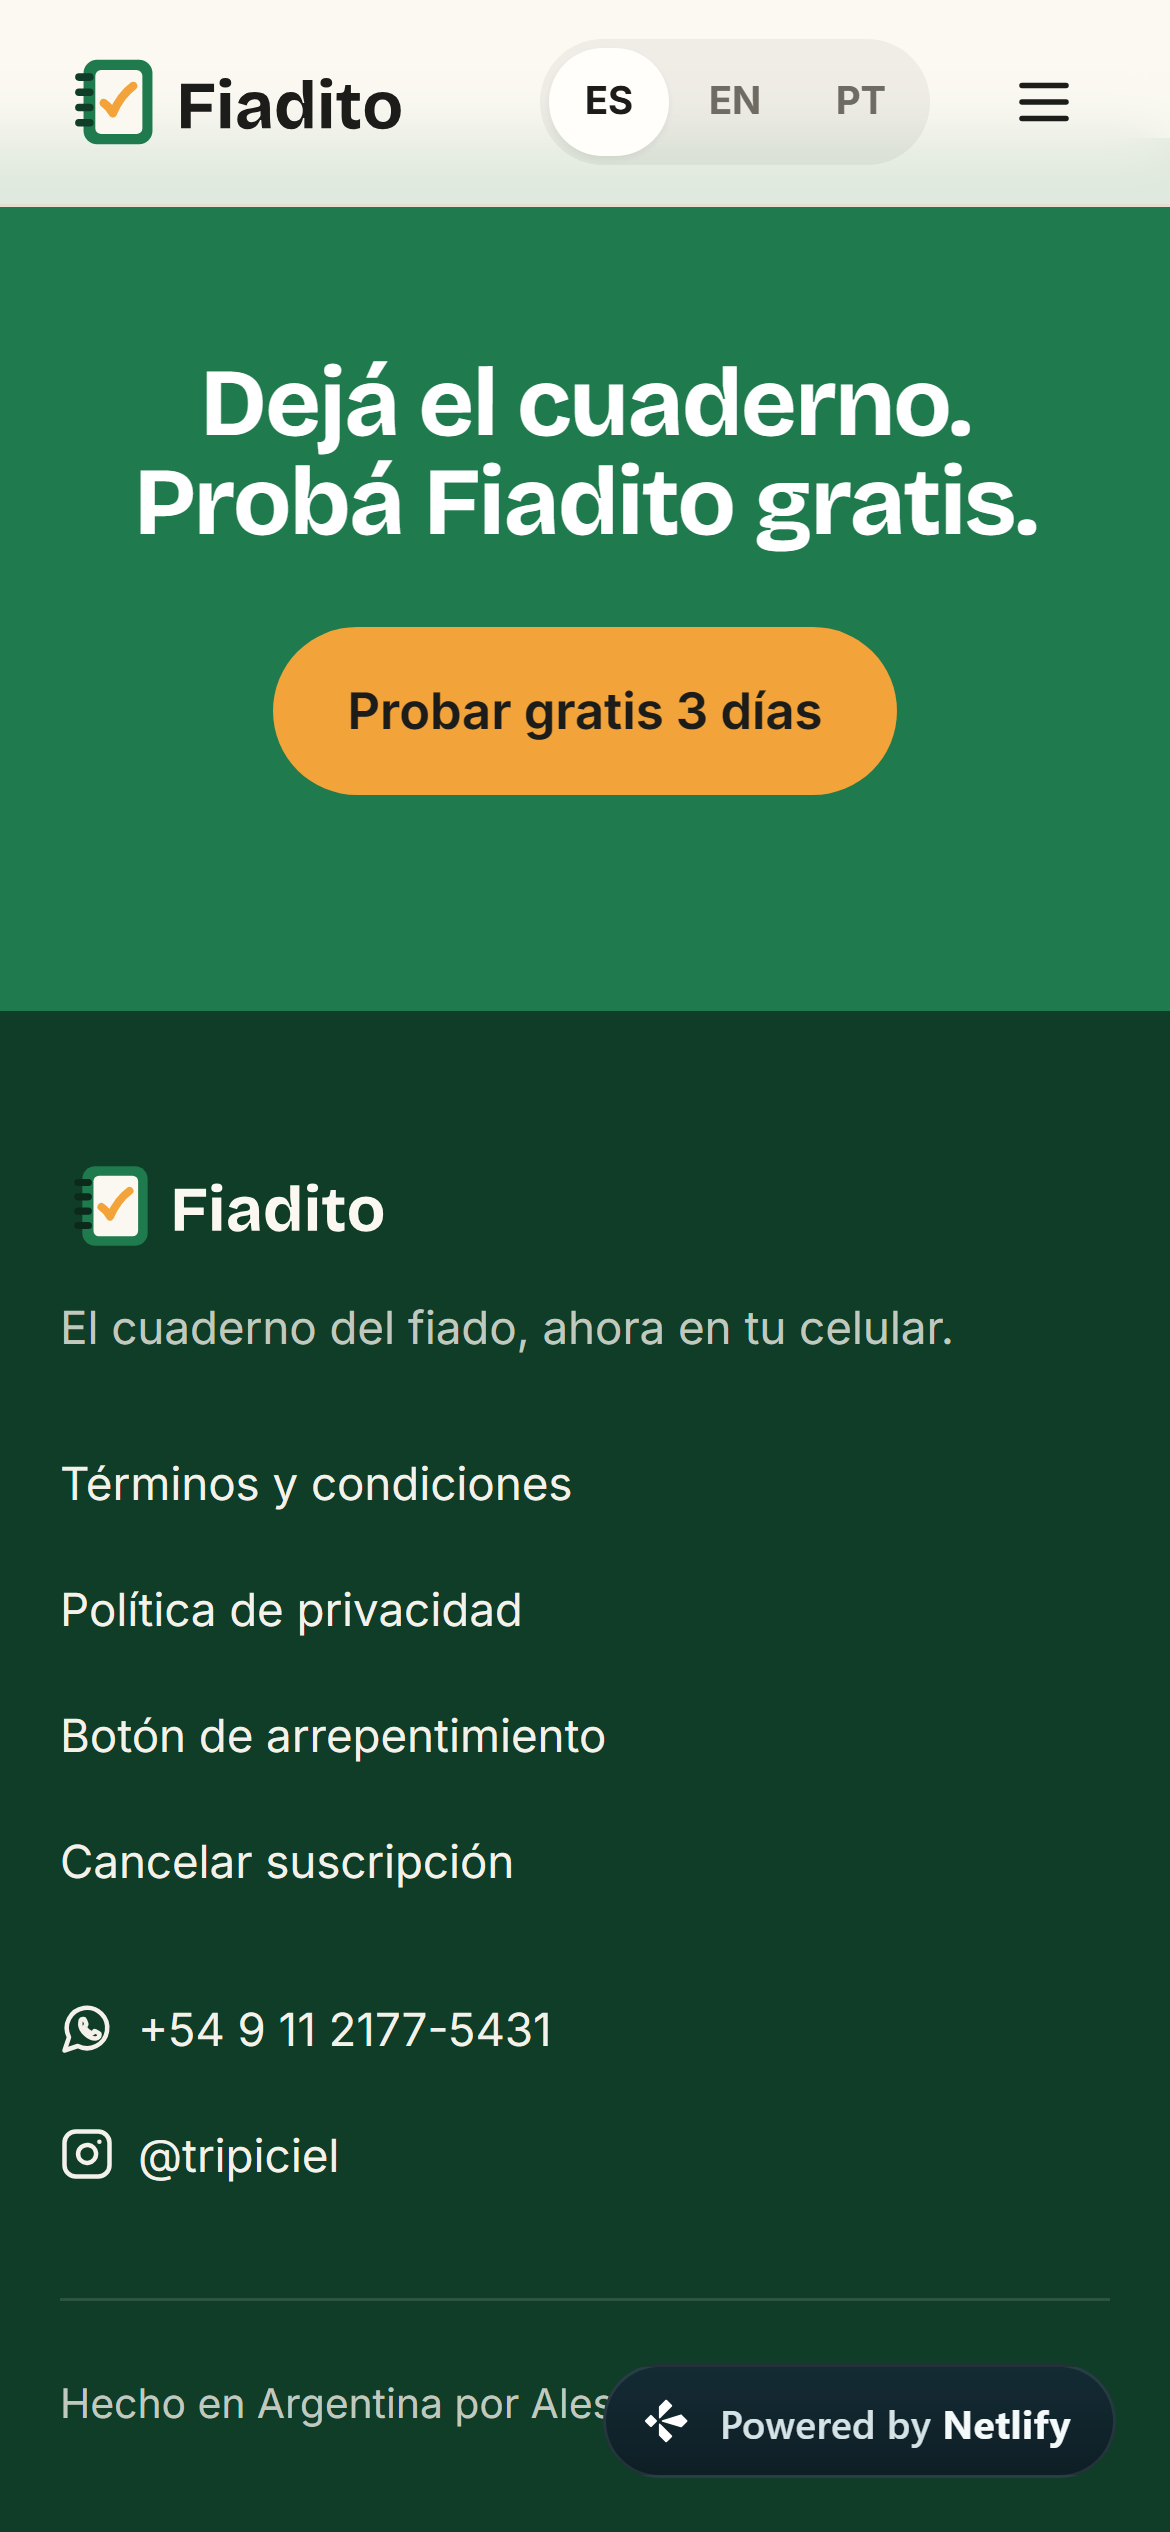 Fiadito
ES EN PT
Dejá el cuaderno.
Probá Fiadito gratis.
Probar gratis 3 días
Fiadito
El cuaderno del fiado, ahora en tu celular.
Términos y condiciones
Política de privacidad
Botón de arrepentimiento
Cancelar suscripción
+54 9 11 2177-5431
@tripiciel
Hecho en Argentina por
Powered by Netlify